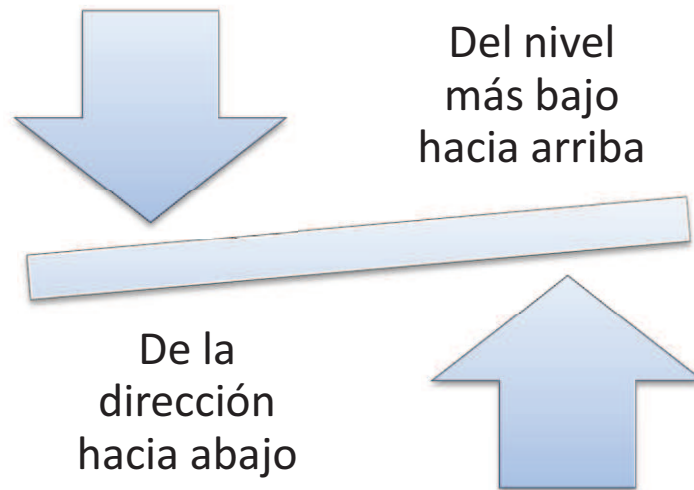 Del nivel
más bajo
hacia arriba
De la
dirección
hacia abajo